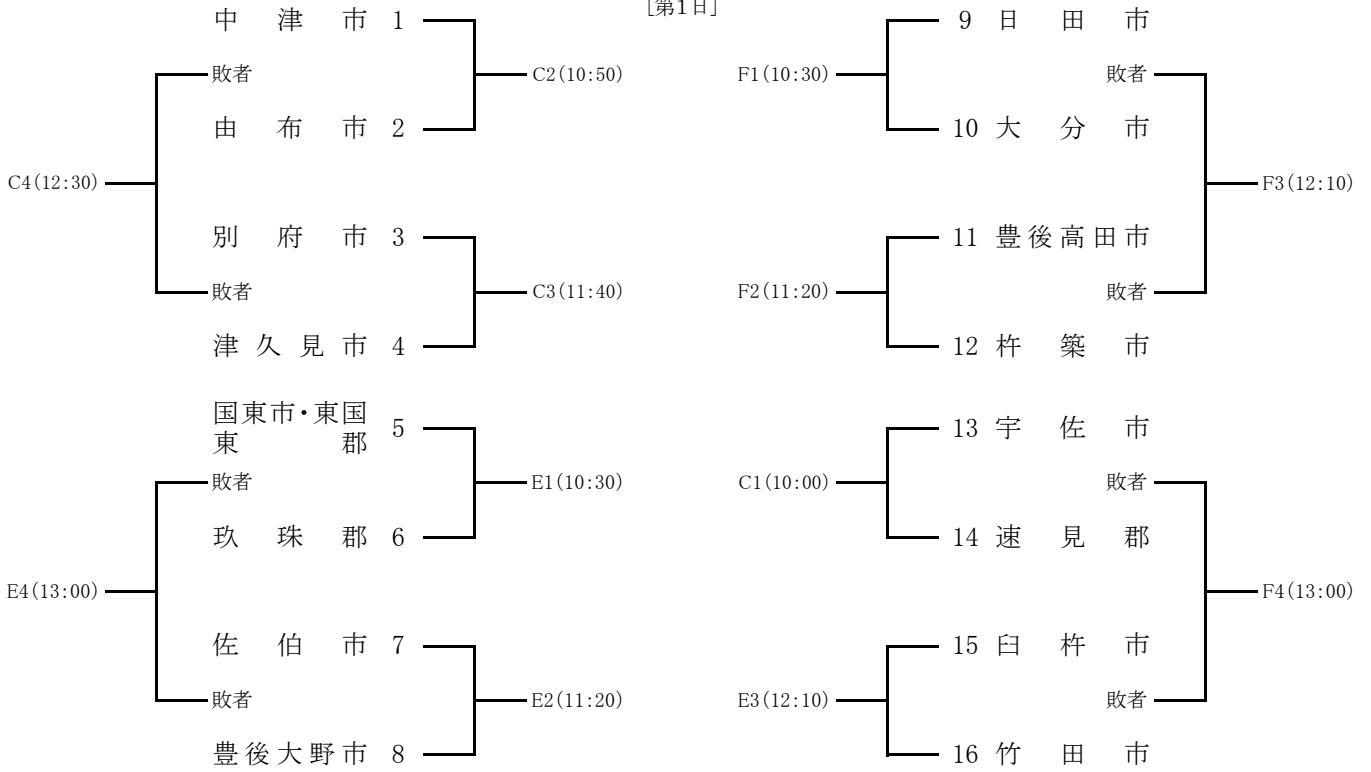 [第1日]
中津市 1
敗者
C2(10:50)
由布市 2
C4(12:30)
別府市 3
敗者
C3(11:40)
津久見市 4
国東市・東国
東郡 5
敗者
E1(10:30)
玖珠郡 6
E4(13:00)
佐伯市 7
敗者
E2(11:20)
豊後大野市 8
9 日田市
F1(10:30)
敗者
10 大分市
F3(12:10)
11 豊後高田市
F2(11:20)
敗者
12 杵築市
13 宇佐市
C1(10:00)
敗者
14 速見郡
F4(13:00)
15 臼杵市
E3(12:10)
敗者
16 竹田市